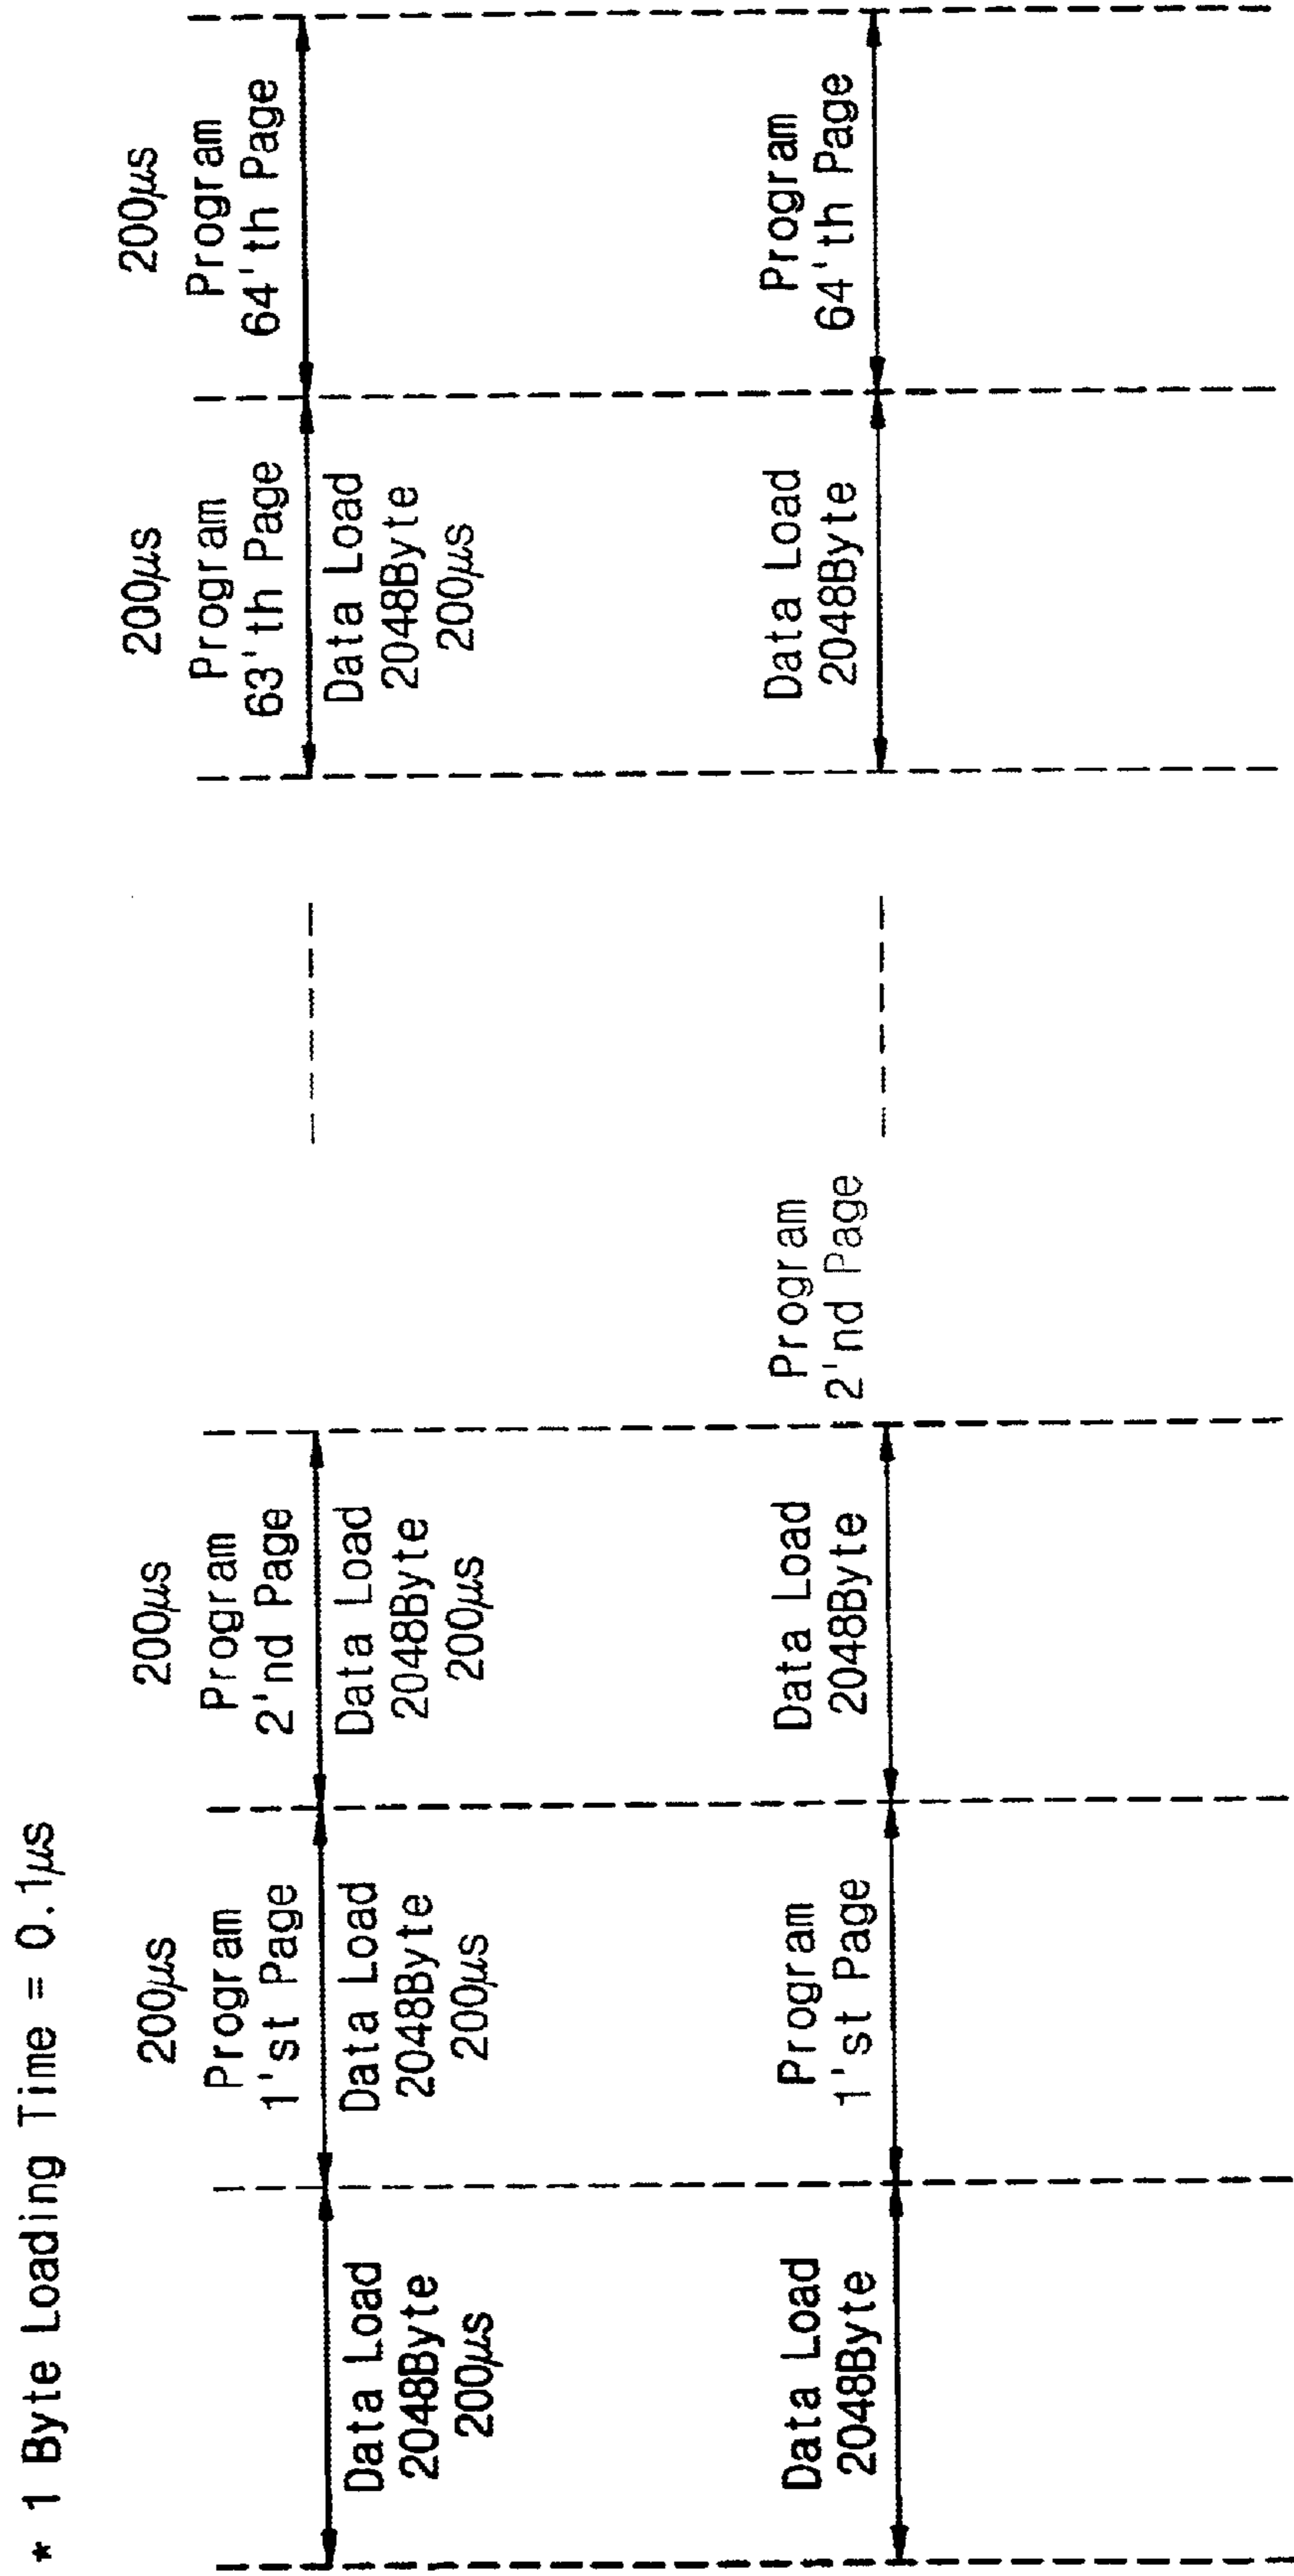 * 1 Byte Loading Time = 0.1μs
200μs
Program
1'st Page
200μs
Program
2'nd Page
200μs
Program
63'th Page
200μs
Program
64'th Page
Data Load
2048Byte
200μs
Data Load
2048Byte
200μs
Data Load
2048Byte
200μs
Data Load
2048Byte
200μs
Data Load
2048Byte
Program
1'st Page
Data Load
2048Byte
Program
2'nd Page
Data Load
2048Byte
Program
64'th Page